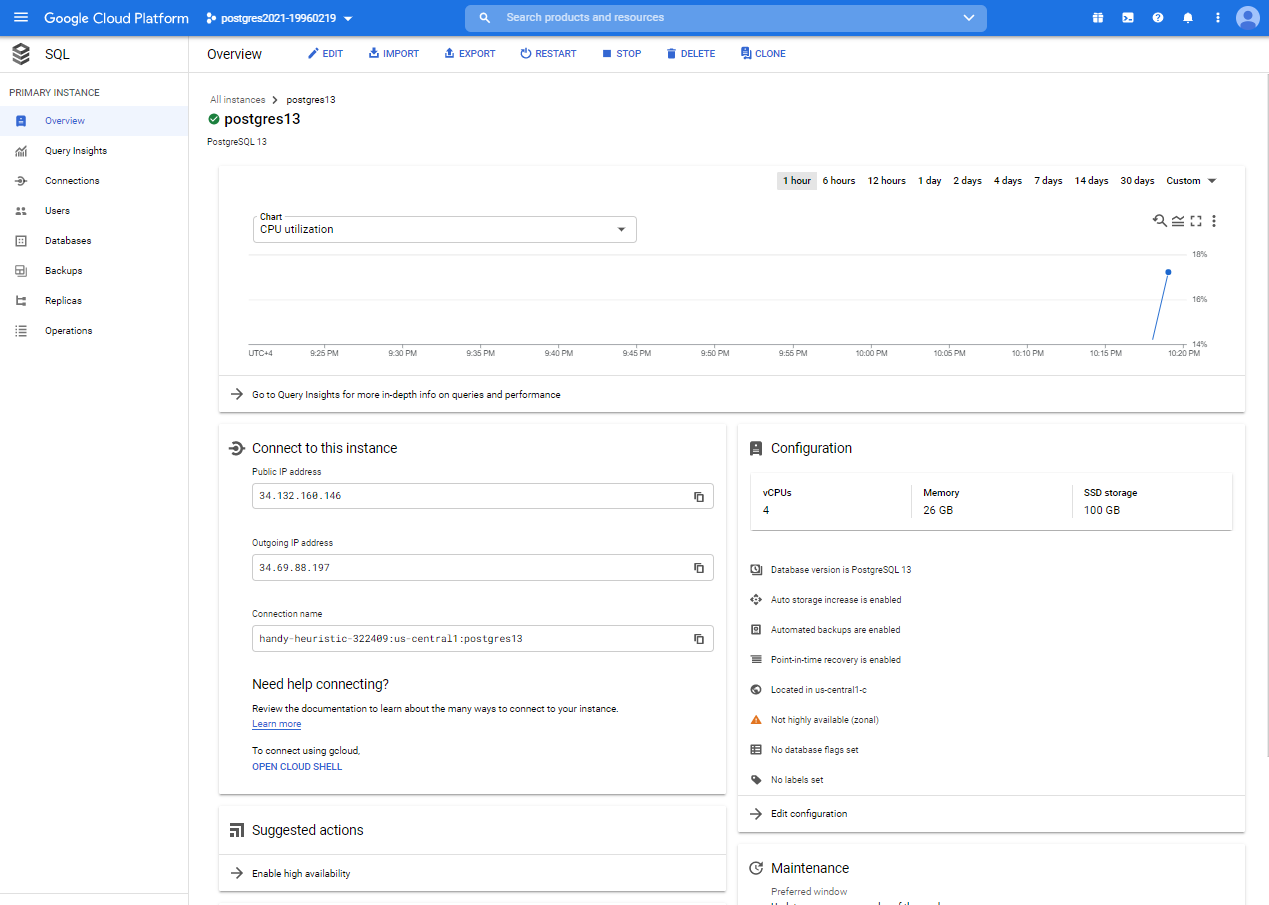 Google Cloud Platform
postgres2021-19960219
Search products and resources
SQL
Overview
EDIT
IMPORT
EXPORT
RESTART
STOP
DELETE
CLONE
PRIMARY INSTANCE
Overview
Query Insights
Connections
Users
Databases
Backups
Replicas
Operations
All instances
postgres13
postgres13
PostgreSQL 13
1 hour 6 hours 12 hours 1 day 2 days 4 days 7 days 14 days 30 days Custom
Chart
CPU utilization
18%
16%
14%
UTC+4 9:25 PM 9:30 PM 9:35 PM 9:40 PM 9:45 PM 9:50 PM 9:55 PM 10:00 PM 10:05 PM 10:10 PM 10:15 PM 10:20 PM
Go to Query Insights for more in-depth info on queries and performance
Connect to this instance
Public IP address
34.132.160.146
Outgoing IP address
34.69.88.197
Connection name
handy-heuristic-322409:us-central1:postgres13
Need help connecting?
Review the documentation to learn about the many ways to connect to your instance.
Learn more
To connect using gcloud,
OPEN CLOUD SHELL
Suggested actions
Enable high availability
Configuration
vCPUs
4
Memory
26 GB
SSD storage
100 GB
Database version is PostgreSQL 13
Auto storage increase is enabled
Automated backups are enabled
Point-in-time recovery is enabled
Located in us-central1-c
Not highly available (zonal)
No database flags set
No labels set
Edit configuration
Maintenance
Preferred window